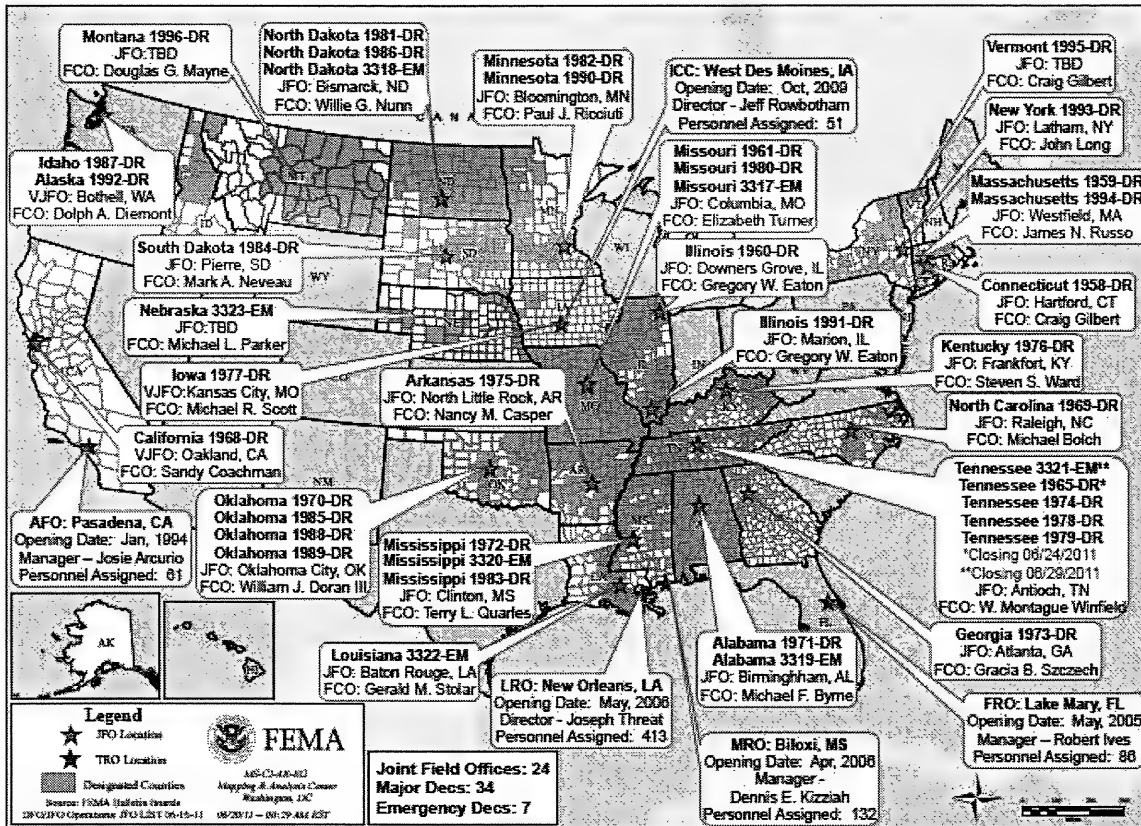 Montana 1996-DR
JFO:TBD
FCO: Douglas G. Mayne
North Dakota 1981-DR
North Dakota 1986-DR
North Dakota 3318-EM
JFO: Bismarck, ND
FCO: Willie G. Nunn
Minnesota 1982-DR
Minnesota 1990-DR
JFO: Bloomington, MN
FCO: Paul J. Ricciuti
ICC: West Des Moines, IA
Opening Date: Oct, 2009
Director - Jeff Rowbotham
Personnel Assigned: 51
Vermont 1995-DR
JFO: TBD
FCO: Craig Gilbert
New York 1993-DR
JFO: Latham, NY
FCO: John Long
Idaho 1987-DR
Alaska 1992-DR
VJFO: Bothell, WA
FCO: Dolph A. Diemont
Missouri 1961-DR
Missouri 1980-DR
Missouri 3317-EM
JFO: Columbia, MO
FCO: Elizabeth Turner
Massachusetts 1959-DR
Massachusetts 1994-DR
JFO: Westfield, MA
FCO: James N. Russo
South Dakota 1984-DR
JFO: Pierre, SD
FCO: Mark A. Neveau
Illinois 1960-DR
JFO: Downers Grove, IL
FCO: Gregory W. Eaton
Connecticut 1958-DR
JFO: Hartford, CT
FCO: Craig Gilbert
Nebraska 3323-EM
JFO:TBD
FCO: Michael L. Parker
Illinois 1991-DR
JFO: Marion, IL
FCO: Gregory W. Eaton
Kentucky 1976-DR
JFO: Frankfort, KY
FCO: Steven S. Ward
Iowa 1977-DR
VJFO:Kansas City, MO
FCO: Michael R. Scott
Arkansas 1975-DR
JFO: North Little Rock, AR
FCO: Nancy M. Casper
North Carolina 1969-DR
JFO: Raleigh, NC
FCO: Michael Bolch
California 1968-DR
VJFO: Oakland, CA
FCO: Sandy Coachman
Tennessee 3321-EM**
Tennessee 1965-DR*
Tennessee 1974-DR
Tennessee 1978-DR
Tennessee 1979-DR
*Closing 06/24/2011
**Closing 06/29/2011
JFO: Antioch, TN
FCO: W. Montague Winfield
AFO: Pasadena, CA
Opening Date: Jan, 1994
Manager – Josie Arcurio
Personnel Assigned: 61
Oklahoma 1970-DR
Oklahoma 1985-DR
Oklahoma 1988-DR
Oklahoma 1989-DR
JFO: Oklahoma City, OK
FCO: William J. Doran III
Mississippi 1972-DR
Mississippi 3320-EM
Mississippi 1983-DR
JFO: Clinton, MS
FCO: Terry L. Quarles
Georgia 1973-DR
JFO: Atlanta, GA
FCO: Gracia B. Szczech
Louisiana 3322-EM
JFO: Baton Rouge, LA
FCO: Gerald M. Stolar
Alabama 1971-DR
Alabama 3319-EM
JFO: Birmingham, AL
FCO: Michael F. Byrne
LRO: New Orleans, LA
Opening Date: May, 2006
Director - Joseph Threat
Personnel Assigned: 413
FRO: Lake Mary, FL
Opening Date: May, 2005
Manager – Robert Ives
Personnel Assigned: 86
MRO: Biloxi, MS
Opening Date: Apr, 2006
Manager -
Dennis E. Kizziah
Personnel Assigned: 132
WY
SD
WI
NM
AK
Legend
JFO Location
TRO Location
Designated Counties
FEMA
Mapping & Analysis Center
Washington, DC
Joint Field Offices: 24
Major Decs: 34
Emergency Decs: 7